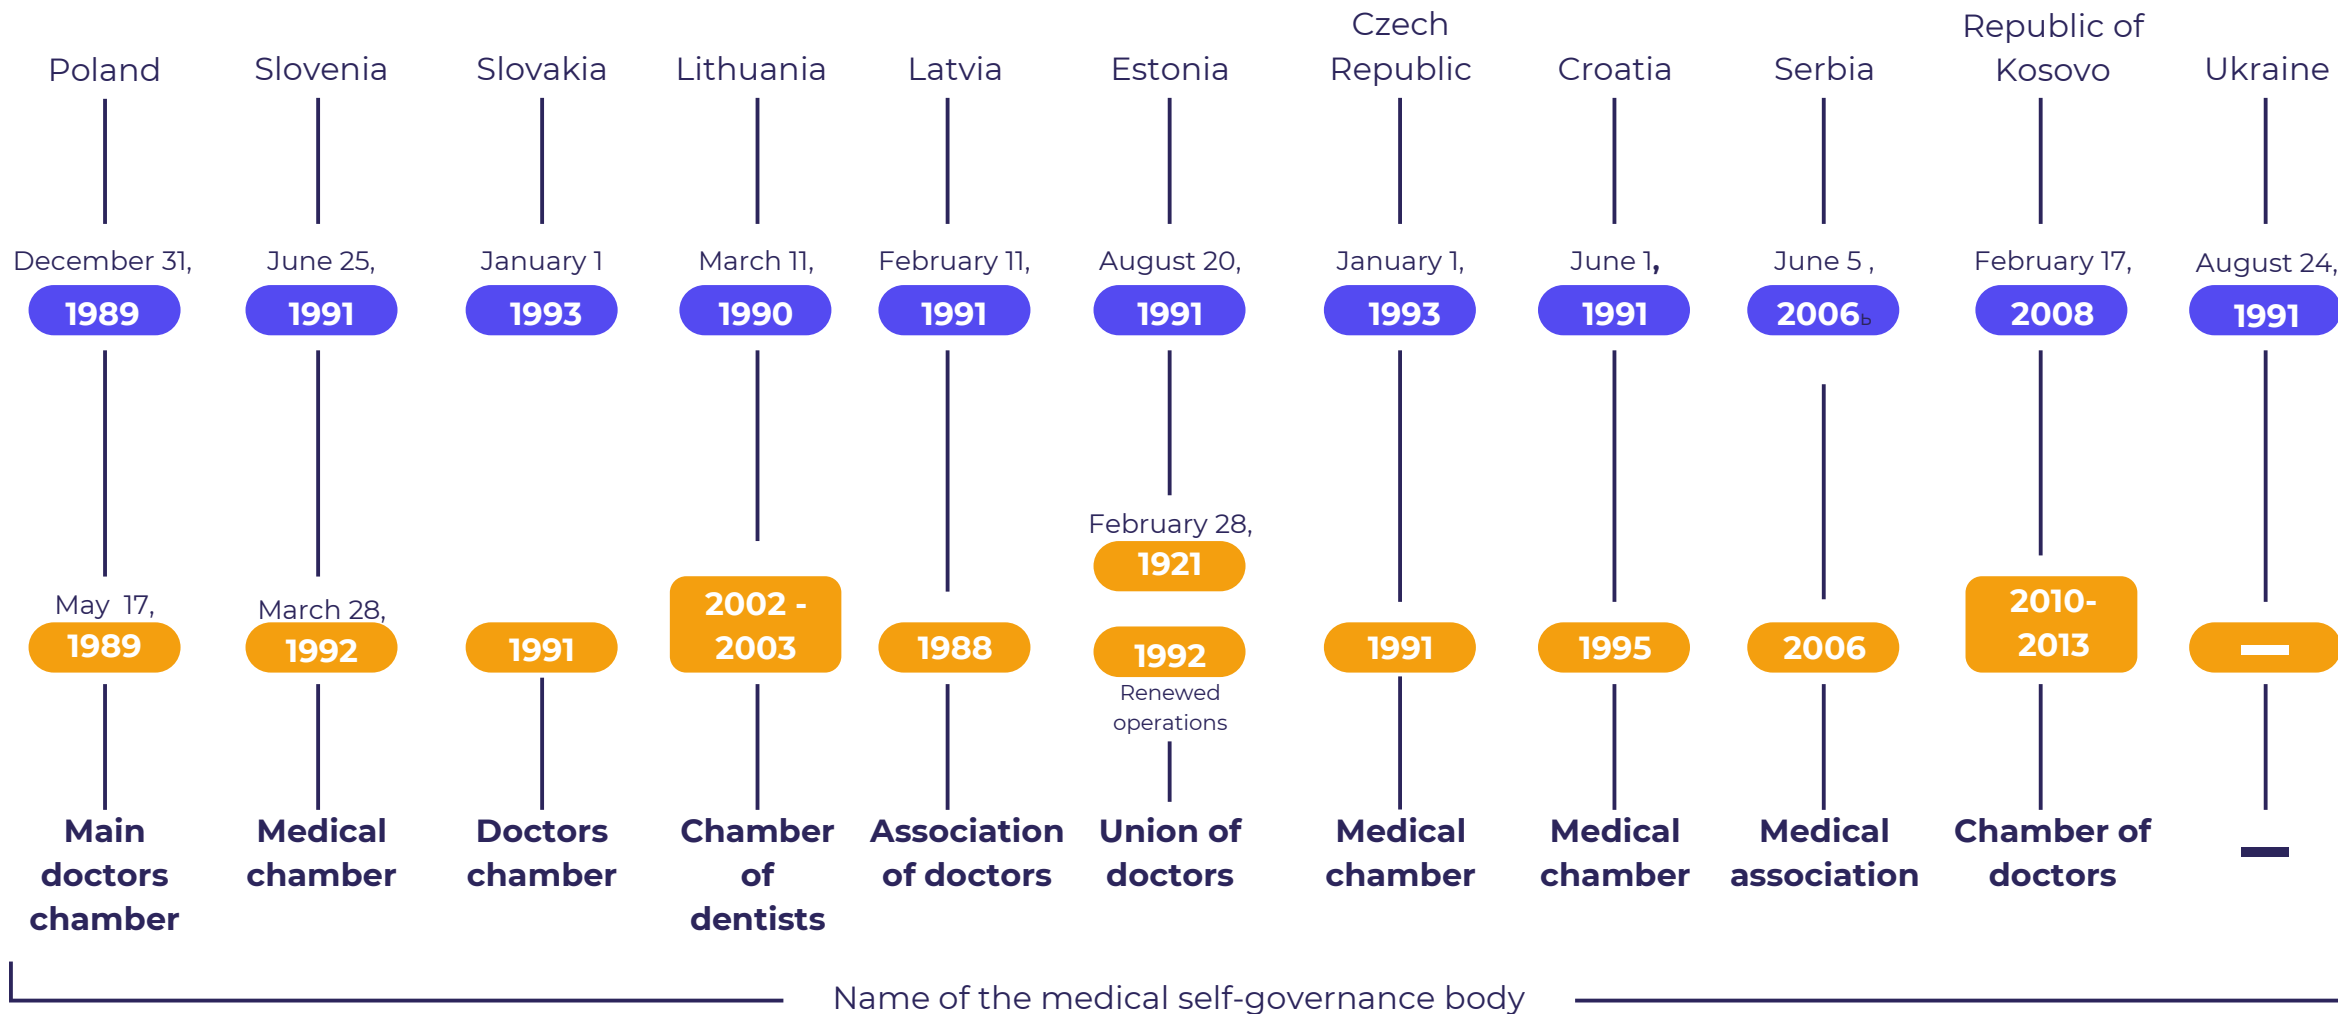 Poland
Slovenia
Slovakia
Lithuania
Latvia
Estonia
Czech
Republic
Croatia
Serbia
Republic of
Kosovo
Ukraine
December 31,
1989
June 25,
1991
January 1
1993
March 11,
1990
February 11,
1991
August 20,
1991
January 1,
1993
June 1,
1991
June 5 ,
2006ь
February 17,
2008
August 24,
1991
May  17,
1989
March 28,
1992
1991
2002 -
2003
1988
February 28,
1921
1992
Renewed
operations
1991
1995
2006
2010-
2013
—
Main
doctors
chamber
Medical
chamber
Doctors
chamber
Chamber
of
dentists
Association
of doctors
Union of
doctors
Medical
chamber
Medical
chamber
Medical
association
Chamber of
doctors
—
Name of the medical self-governance body